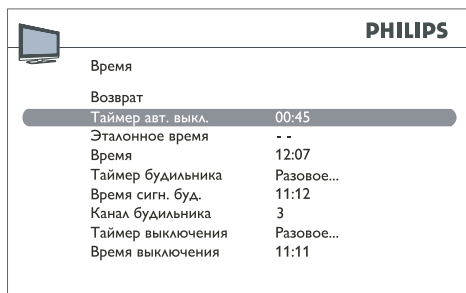 PHILIPS
Время
Возврат
Таймер авт. выкл. 00:45
Эталонное время - -
Время 12:07
Таймер будильника Разовое...
Время сигн. буд. 11:12
Канал будильника 3
Таймер выключения Разовое...
Время выключения 11:11